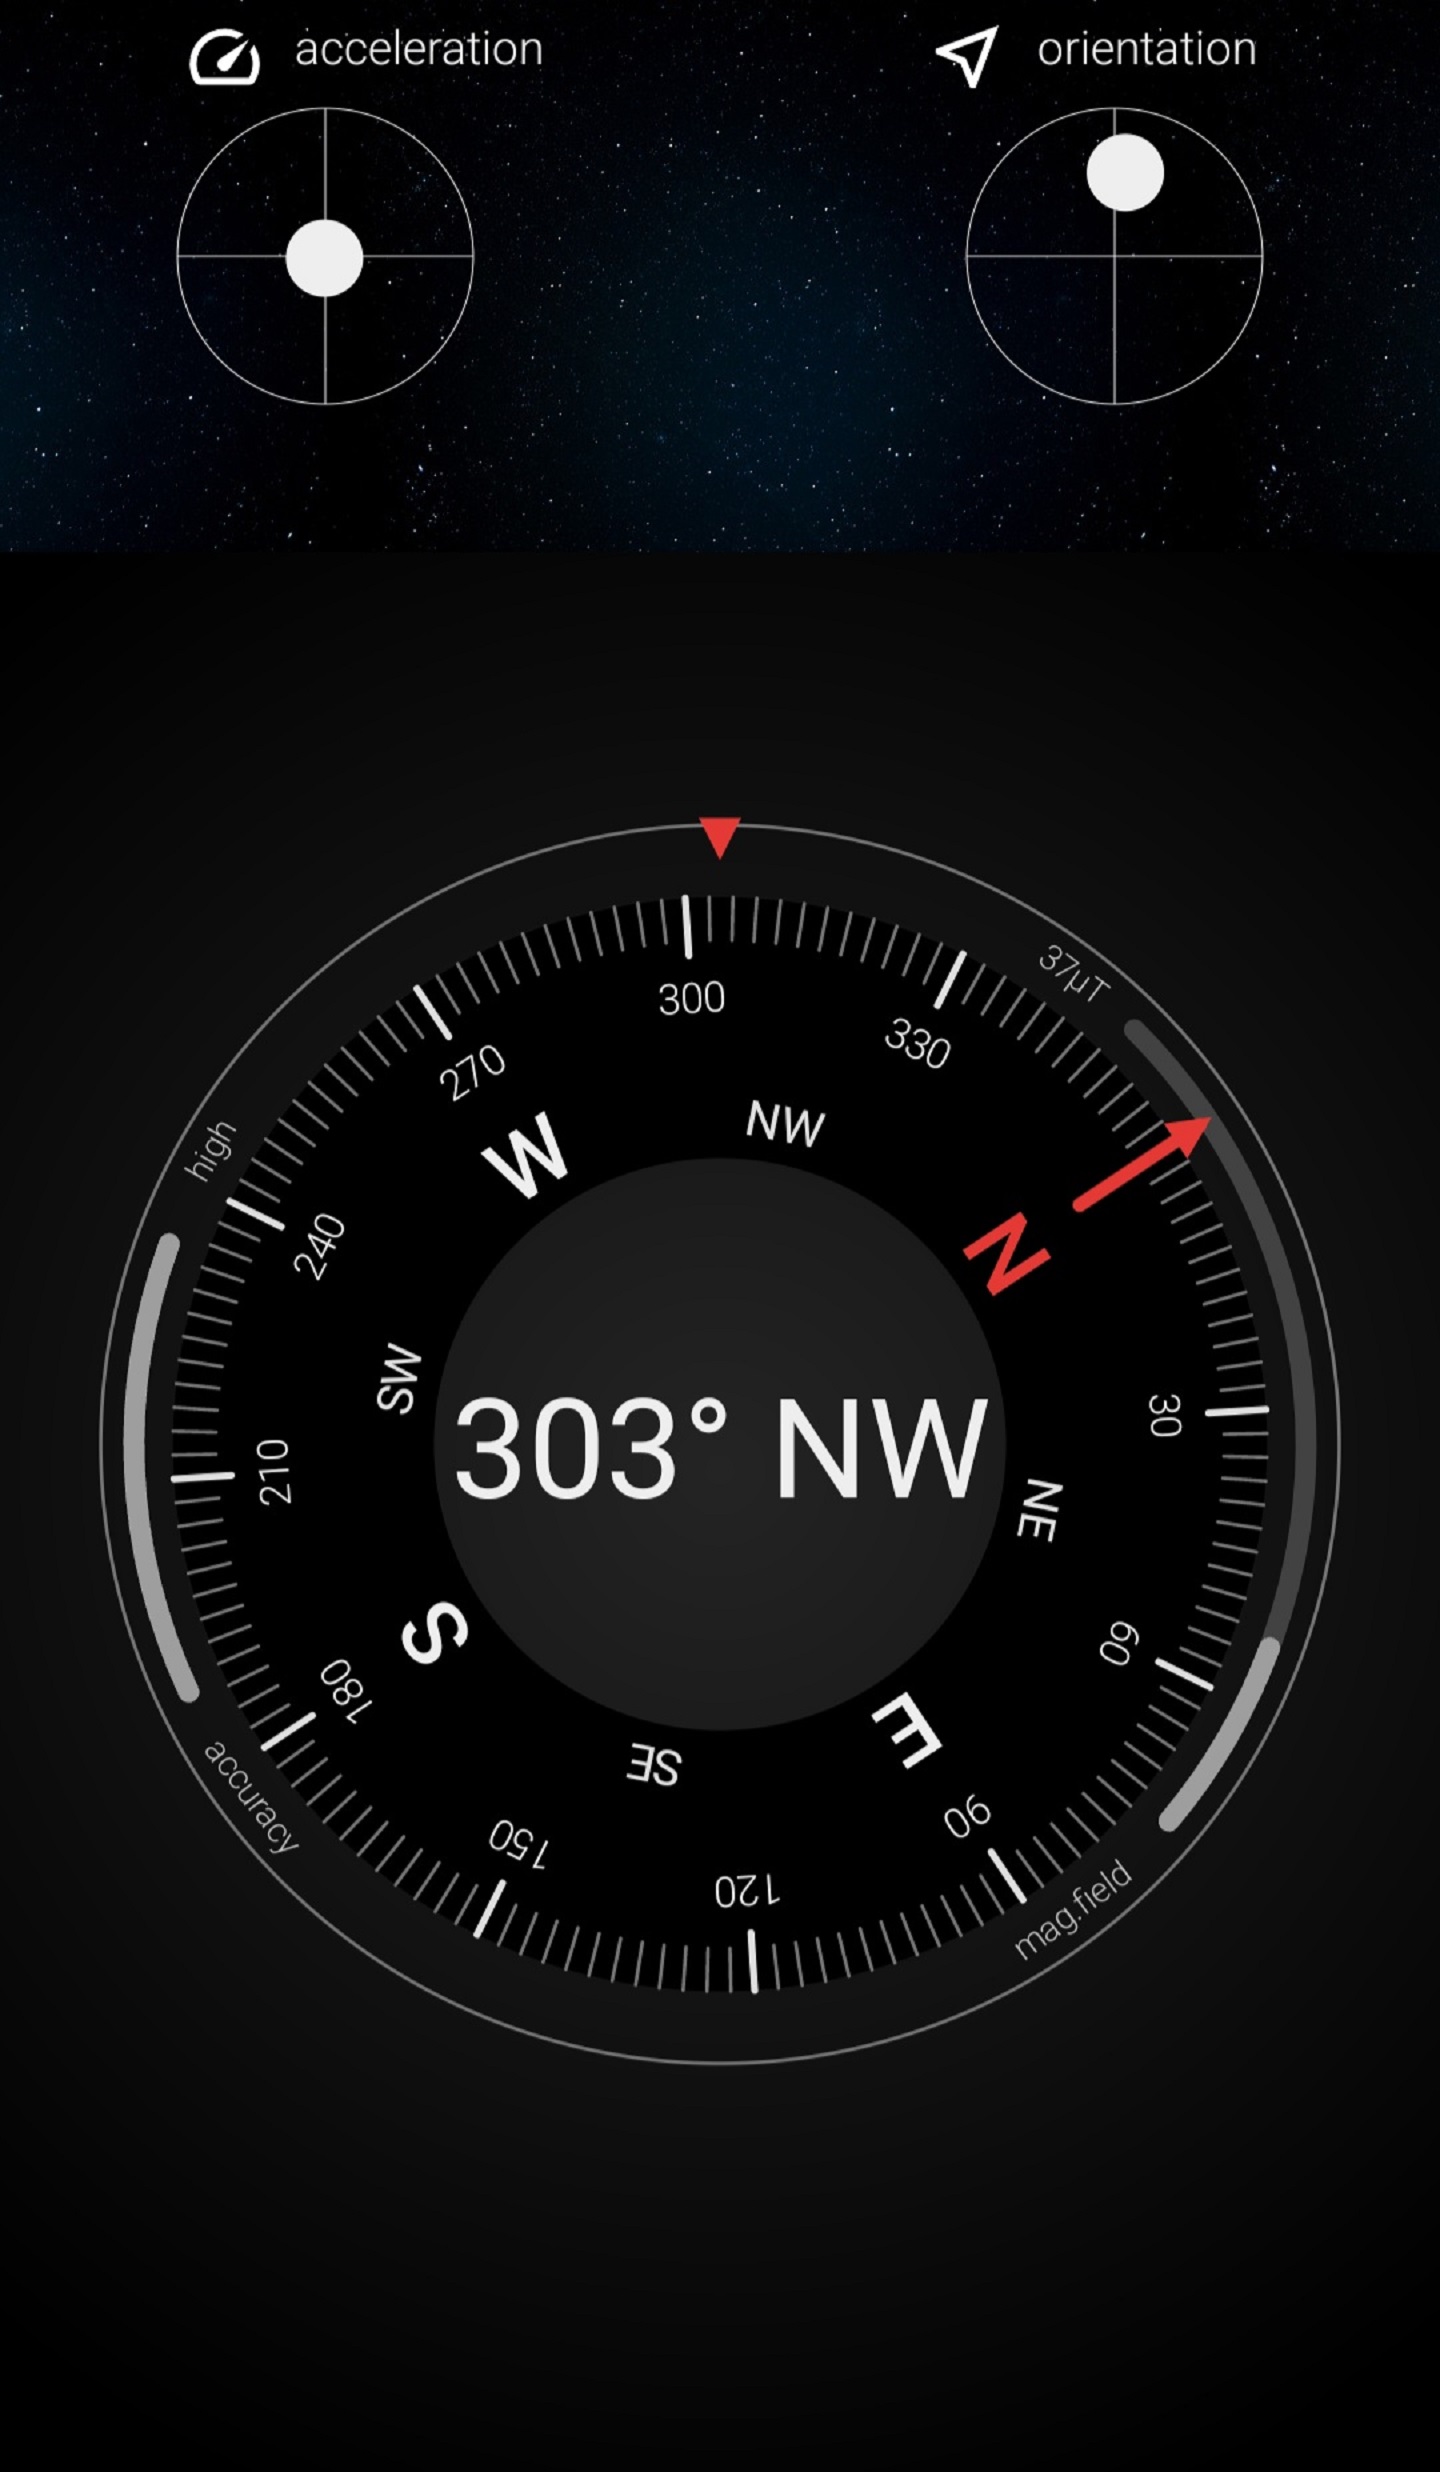 acceleration
orientation
37µT
300
330
270
NW
W
high
N
240
SW
30
303° NW
210
NE
S
60
180
E
SE
accuracy
90
150
120
mag.field